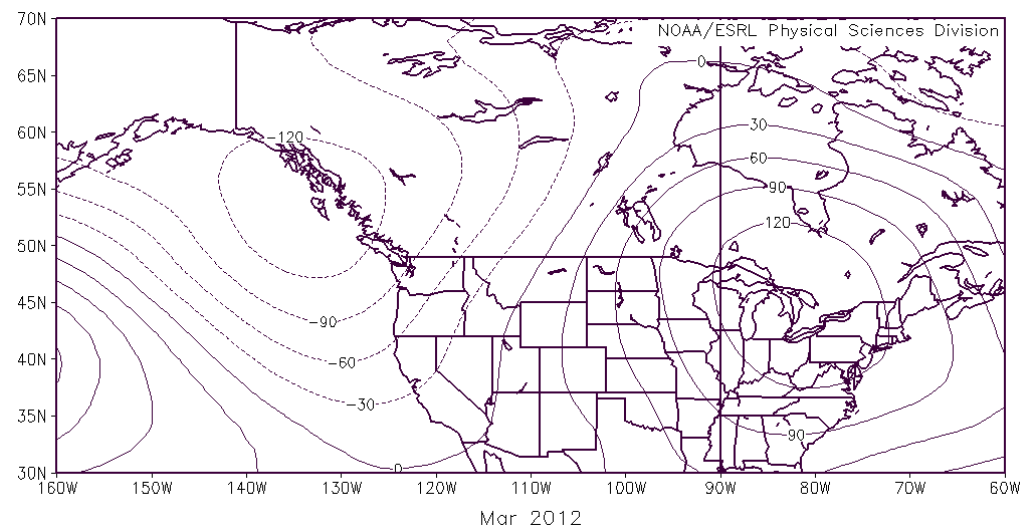 70N
NOAA/ESRL Physical Sciences Division
65N
0
60N
-120
30
60
55N
90
120
50N
45N
-90
40N
-60
35N
-30
-90
30N
0
160W 150W 140W 130W 120W 110W 100W 90W 80W 70W 60W
Mar 2012